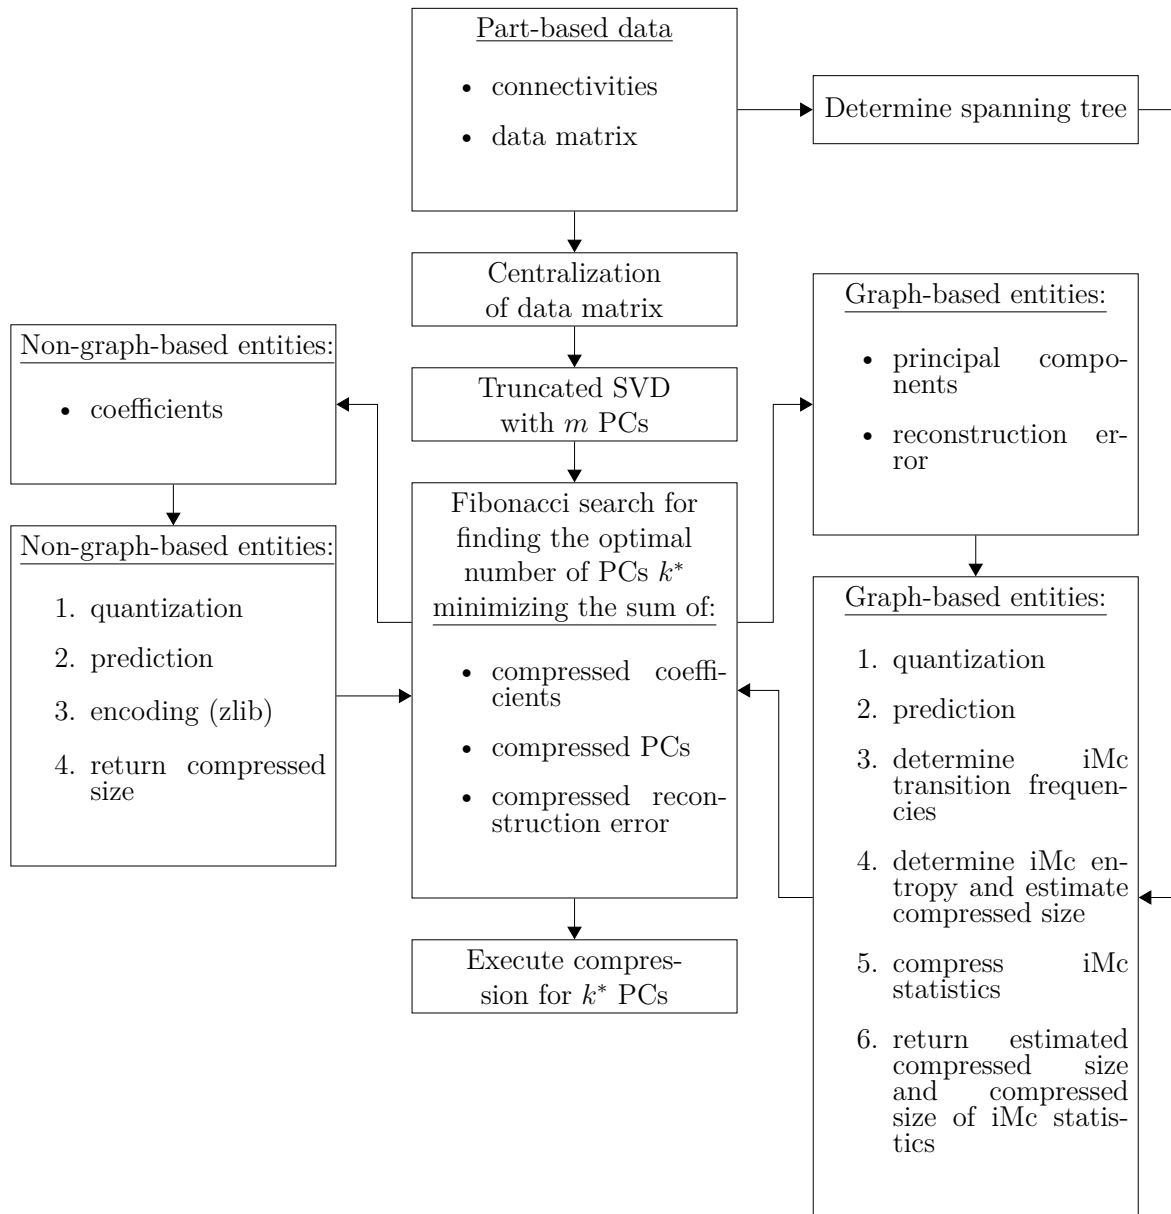 Part-based data
• connectivities
• data matrix
Determine spanning tree
Centralization
of data matrix
Truncated SVD
with m PCs
Fibonacci search for
finding the optimal
number of PCs k*
minimizing the sum of:
• compressed coeffi-
cients
• compressed PCs
• compressed recon-
struction error
Execute compres-
sion for k* PCs
Non-graph-based entities:
• coefficients
Non-graph-based entities:
1. quantization
2. prediction
3. encoding (zlib)
4. return compressed
size
Graph-based entities:
• principal compo-
nents
• reconstruction er-
ror
Graph-based entities:
1. quantization
2. prediction
3. determine iMc
transition frequen-
cies
4. determine iMc en-
tropy and estimate
compressed size
5. compress iMc
statistics
6. return estimated
compressed size
and compressed
size of iMc statis-
tics